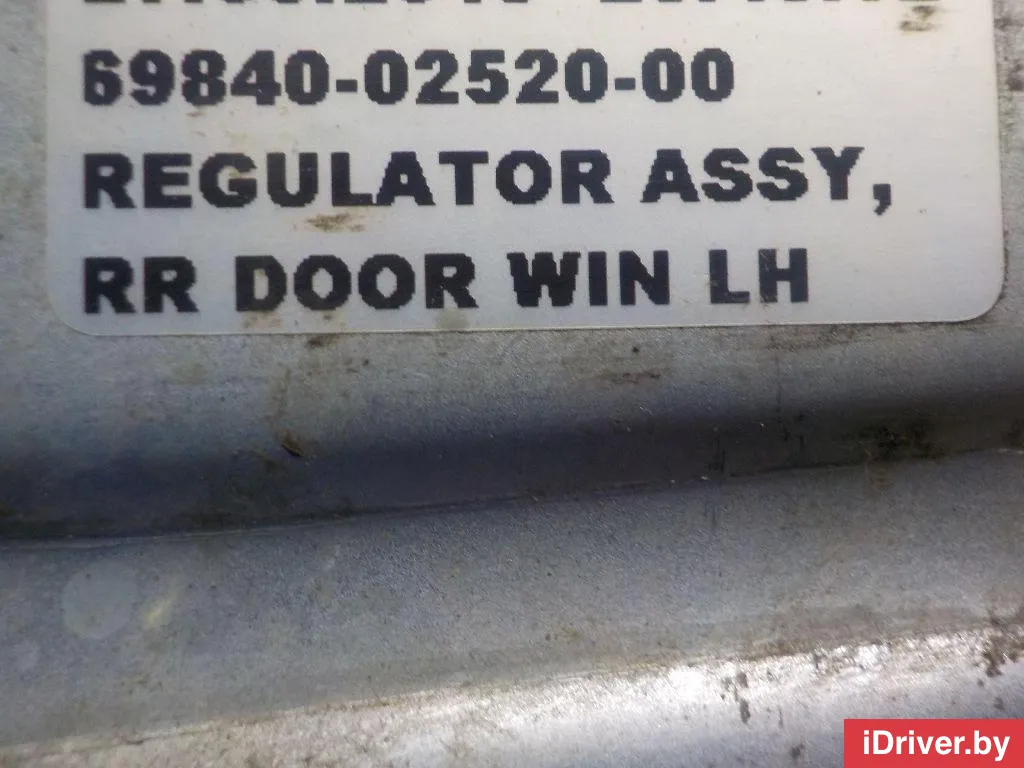 69840-02520-00
REGULATOR ASSY,
RR DOOR WIN LH
iDriver.by